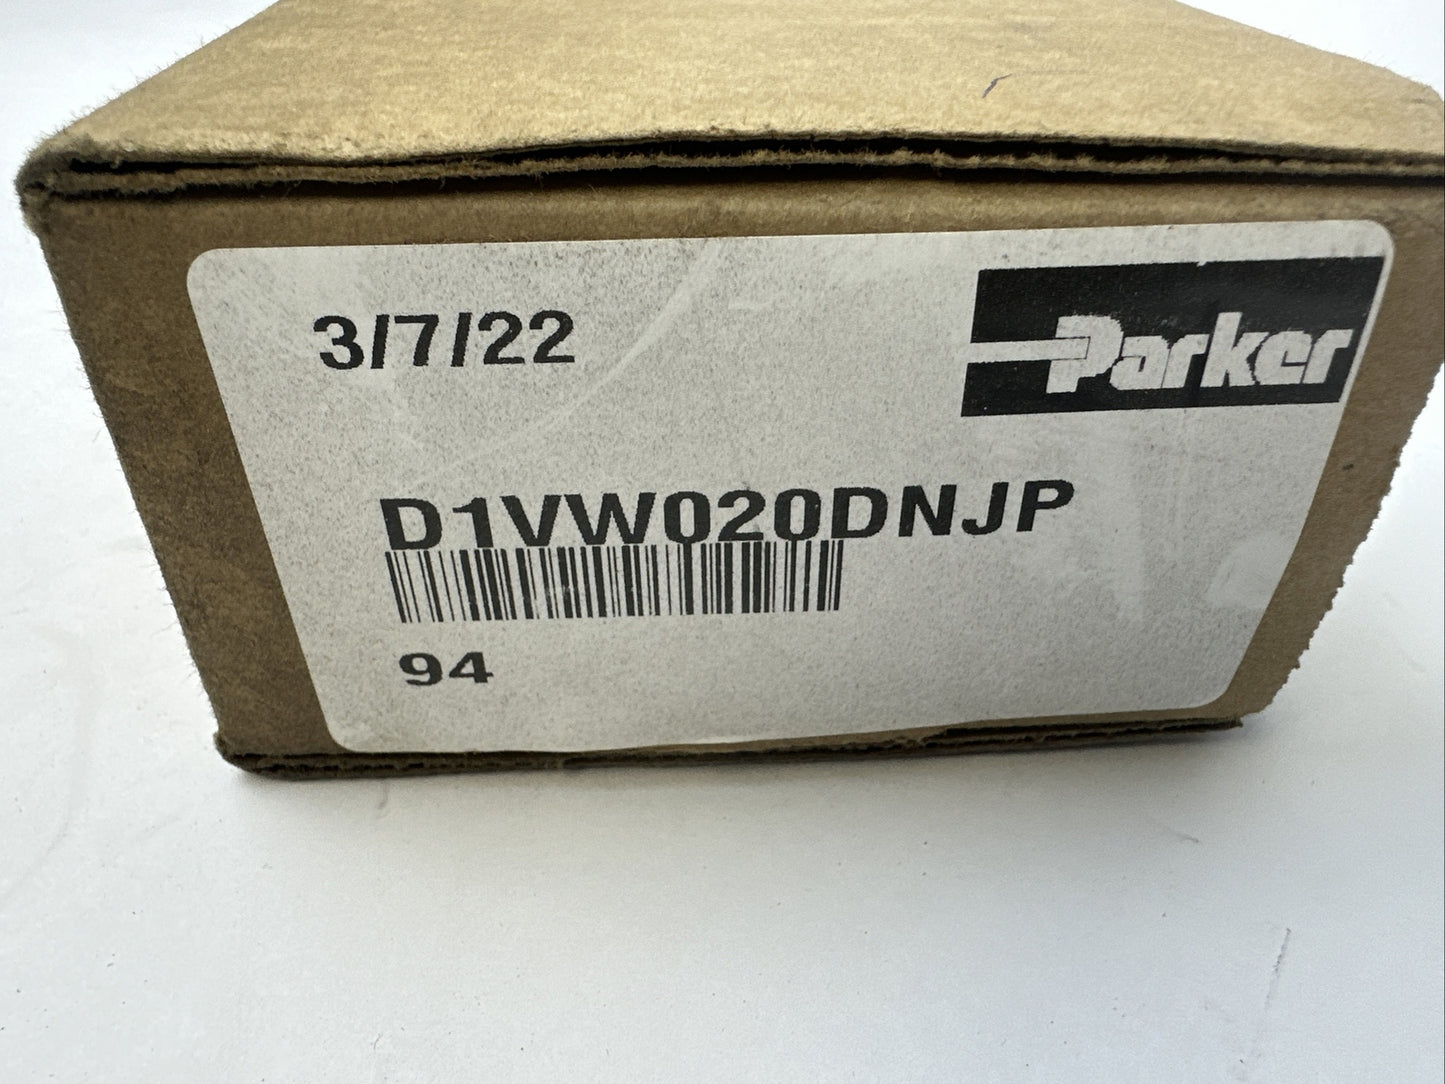 3/7/22
Parker
D1VW020DNJP
94